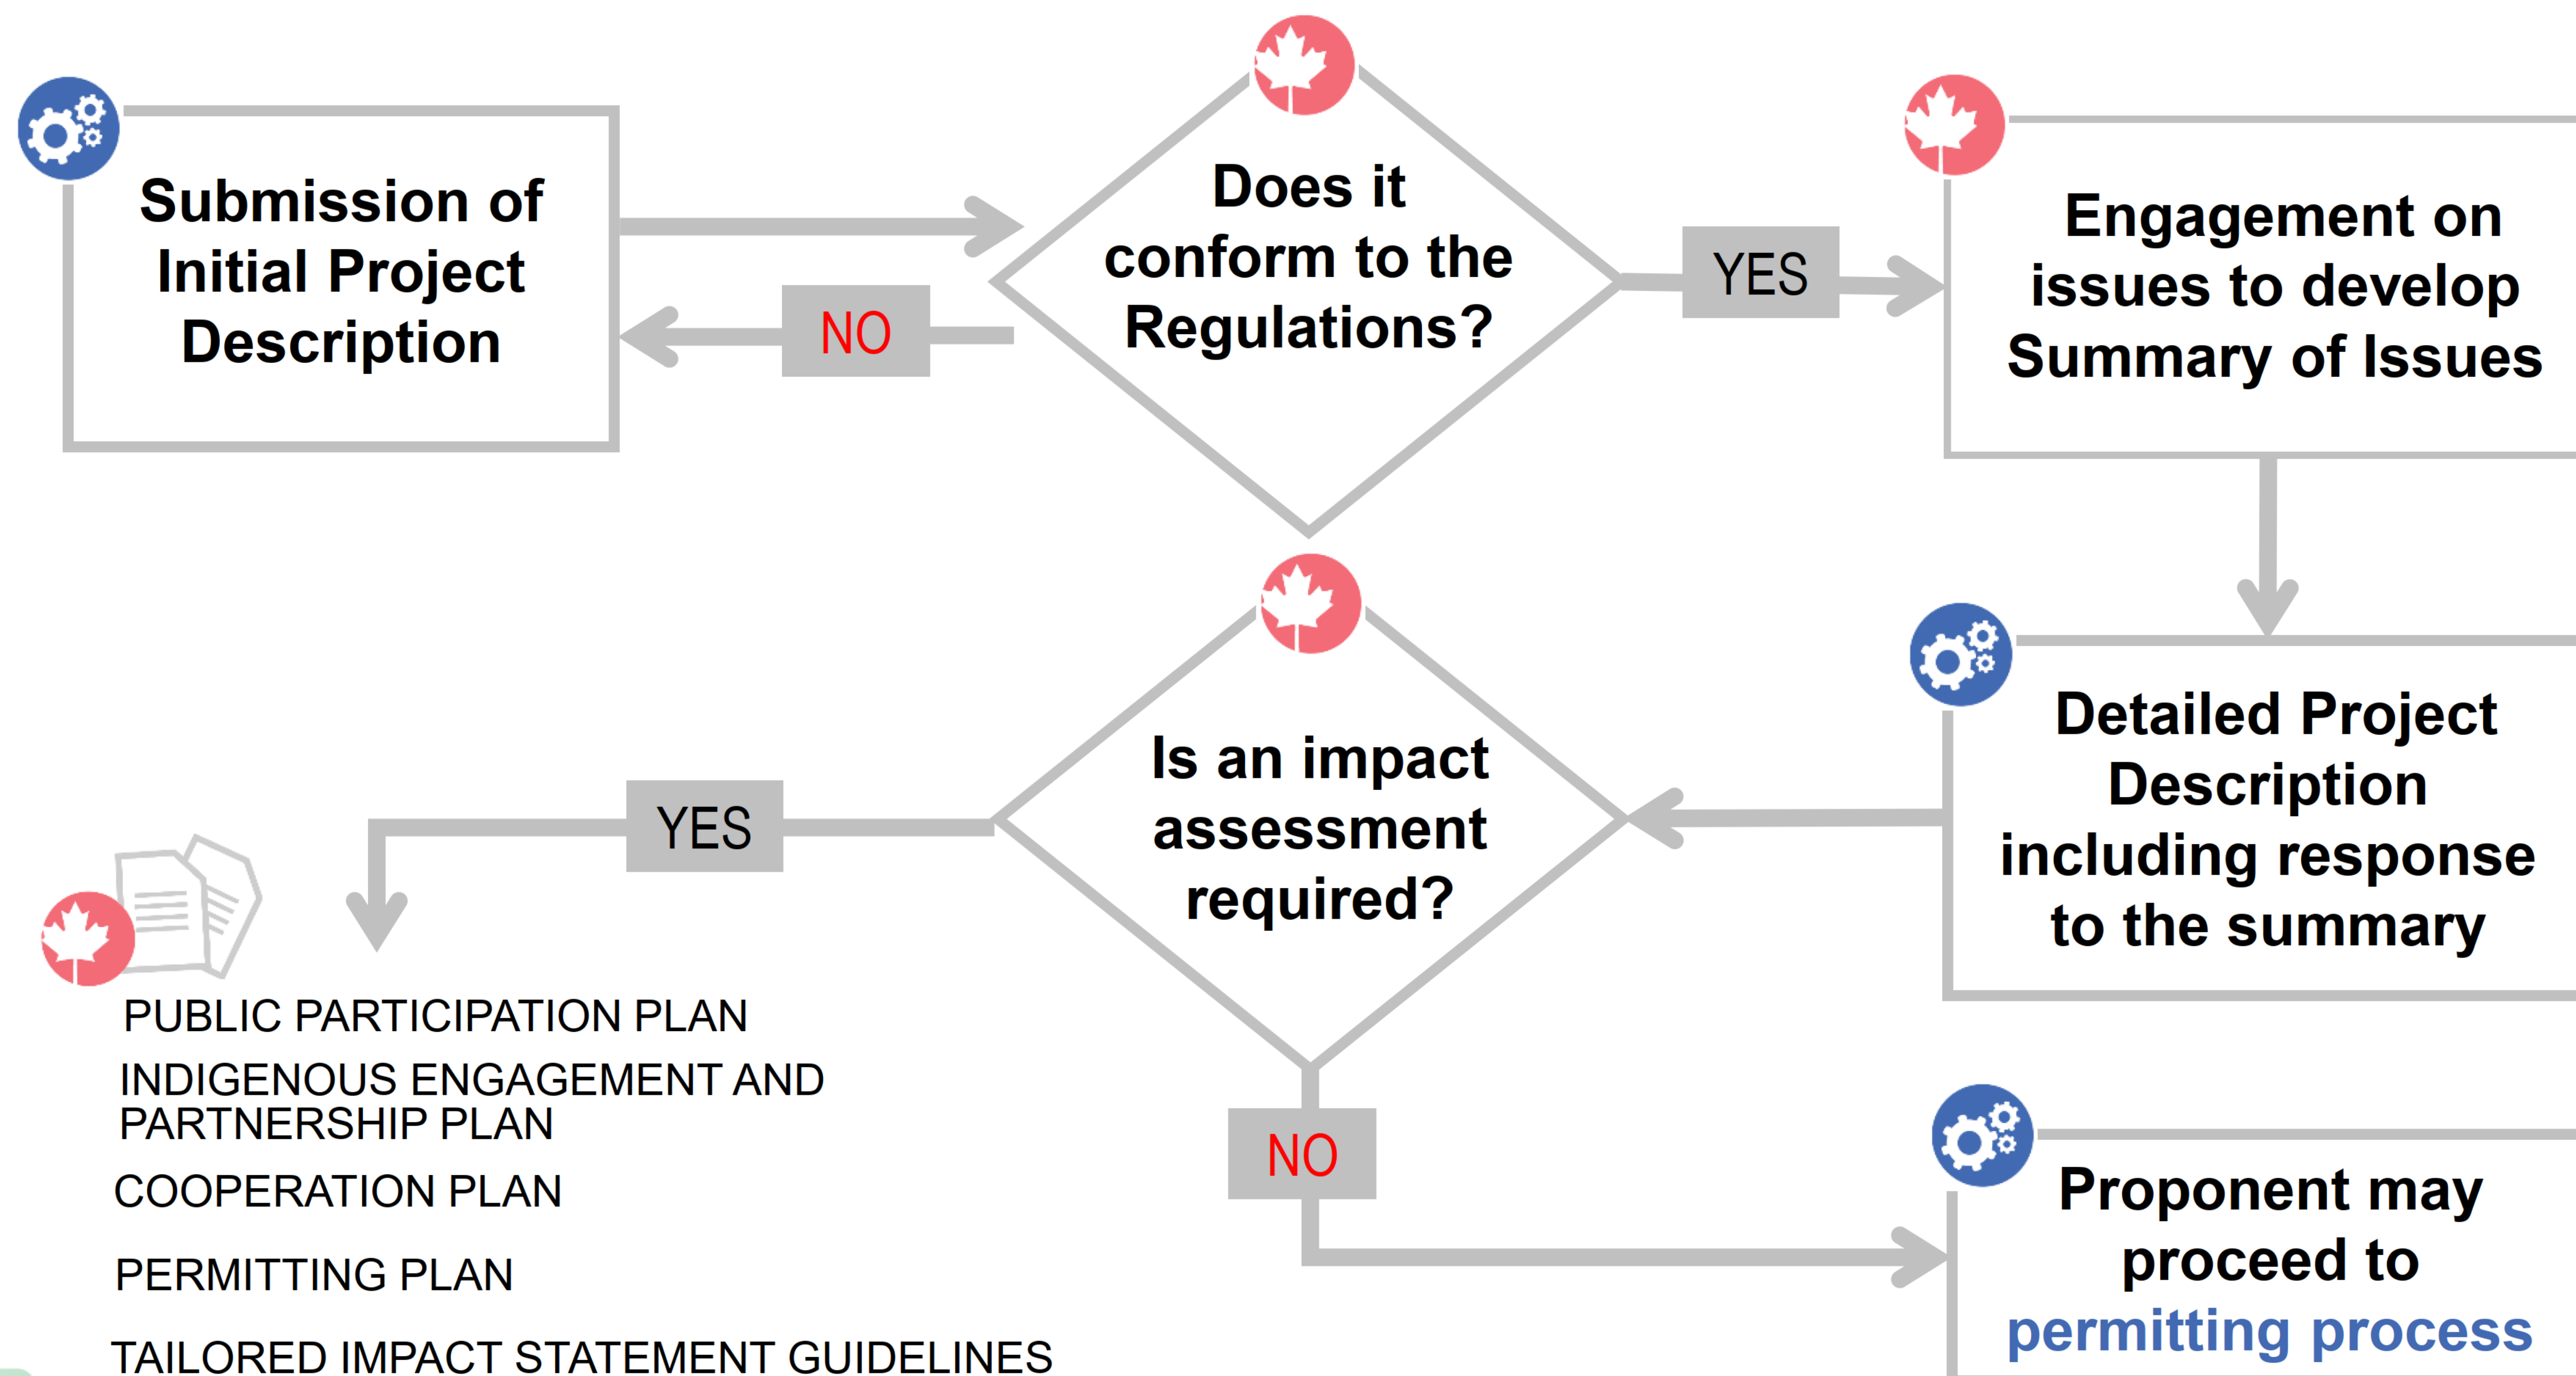 Submission of
Initial Project
Description
Does it
conform to the
Regulations?
NO
YES
Engagement on
issues to develop
Summary of Issues
Detailed Project
Description
including response
to the summary
Is an impact
assessment
required?
YES
NO
PUBLIC PARTICIPATION PLAN
INDIGENOUS ENGAGEMENT AND
PARTNERSHIP PLAN
COOPERATION PLAN
PERMITTING PLAN
TAILORED IMPACT STATEMENT GUIDELINES
Proponent may
proceed to
permitting process